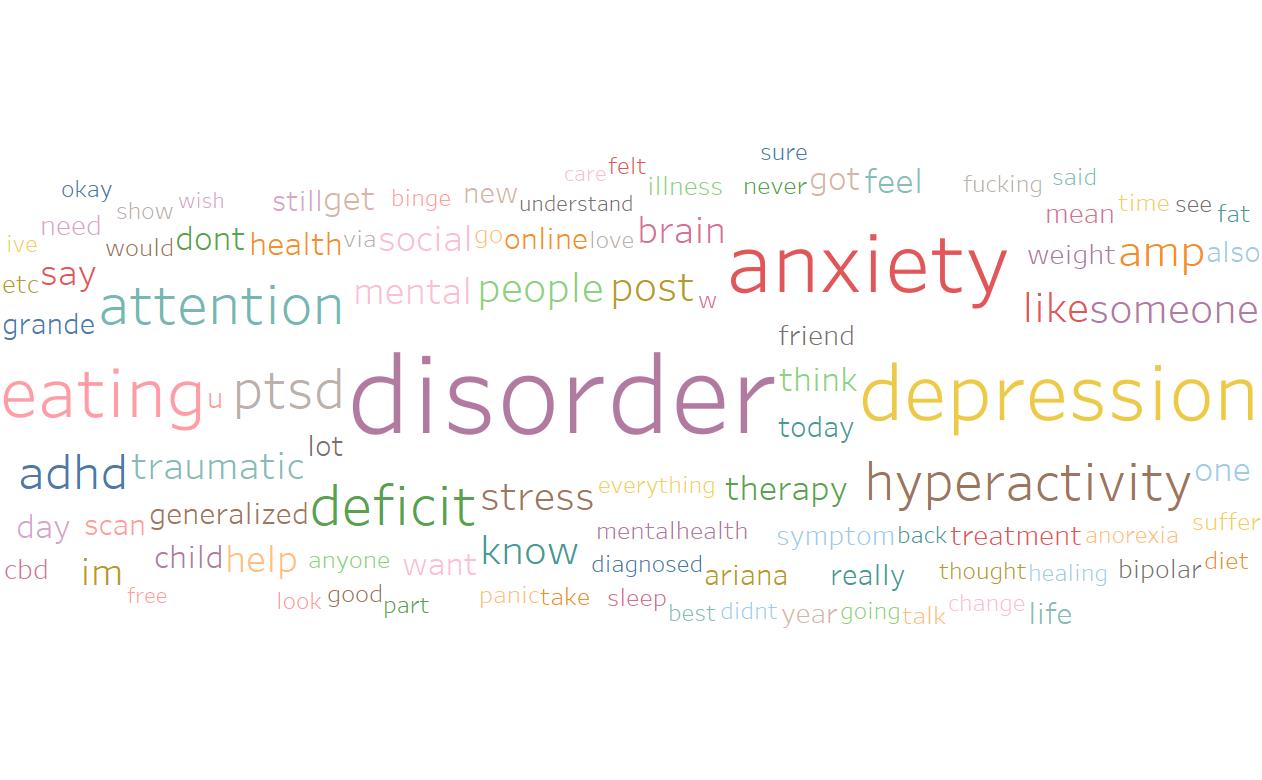 sure
care felt
okay show wish still get binge new understand illness never got feel fucking said
ive need would dont health via social go online love brain mean time see fat
etc say attention mental people post w anxiety weight amp also
grande friend like someone
eating u ptsd disorder think depression
today
adhd traumatic lot
day scan generalized deficit stress everything therapy hyperactivity one
cbd im child help anyone want know mentalhealth symptom back treatment anorexia suffer
diagnosed ariana really thought healing bipolar diet
free look good part panic take sleep best didnt year going talk change life